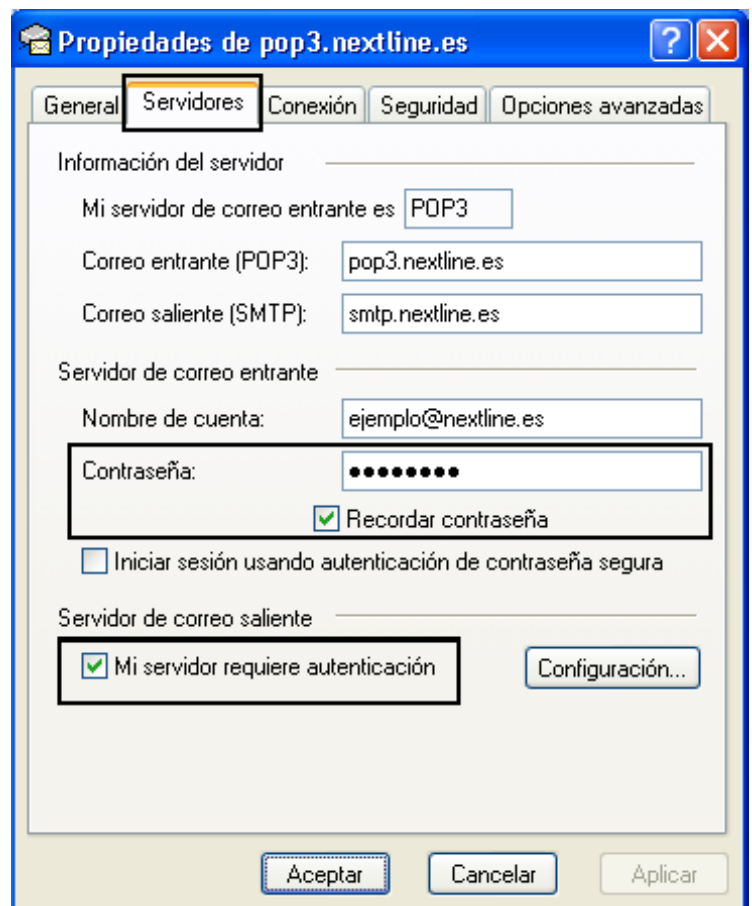 Propiedades de pop3.nextline.es
General Servidores Conexión Seguridad Opciones avanzadas
Información del servidor
Mi servidor de correo entrante es POP3
Correo entrante (POP3): pop3.nextline.es
Correo saliente (SMTP): smtp.nextline.es
Servidor de correo entrante
Nombre de cuenta: ejemplo@nextline.es
Contraseña: ●●●●●●●●
Recordar contraseña
Iniciar sesión usando autenticación de contraseña segura
Servidor de correo saliente
Mi servidor requiere autenticación Configuración...
Aceptar Cancelar Aplicar